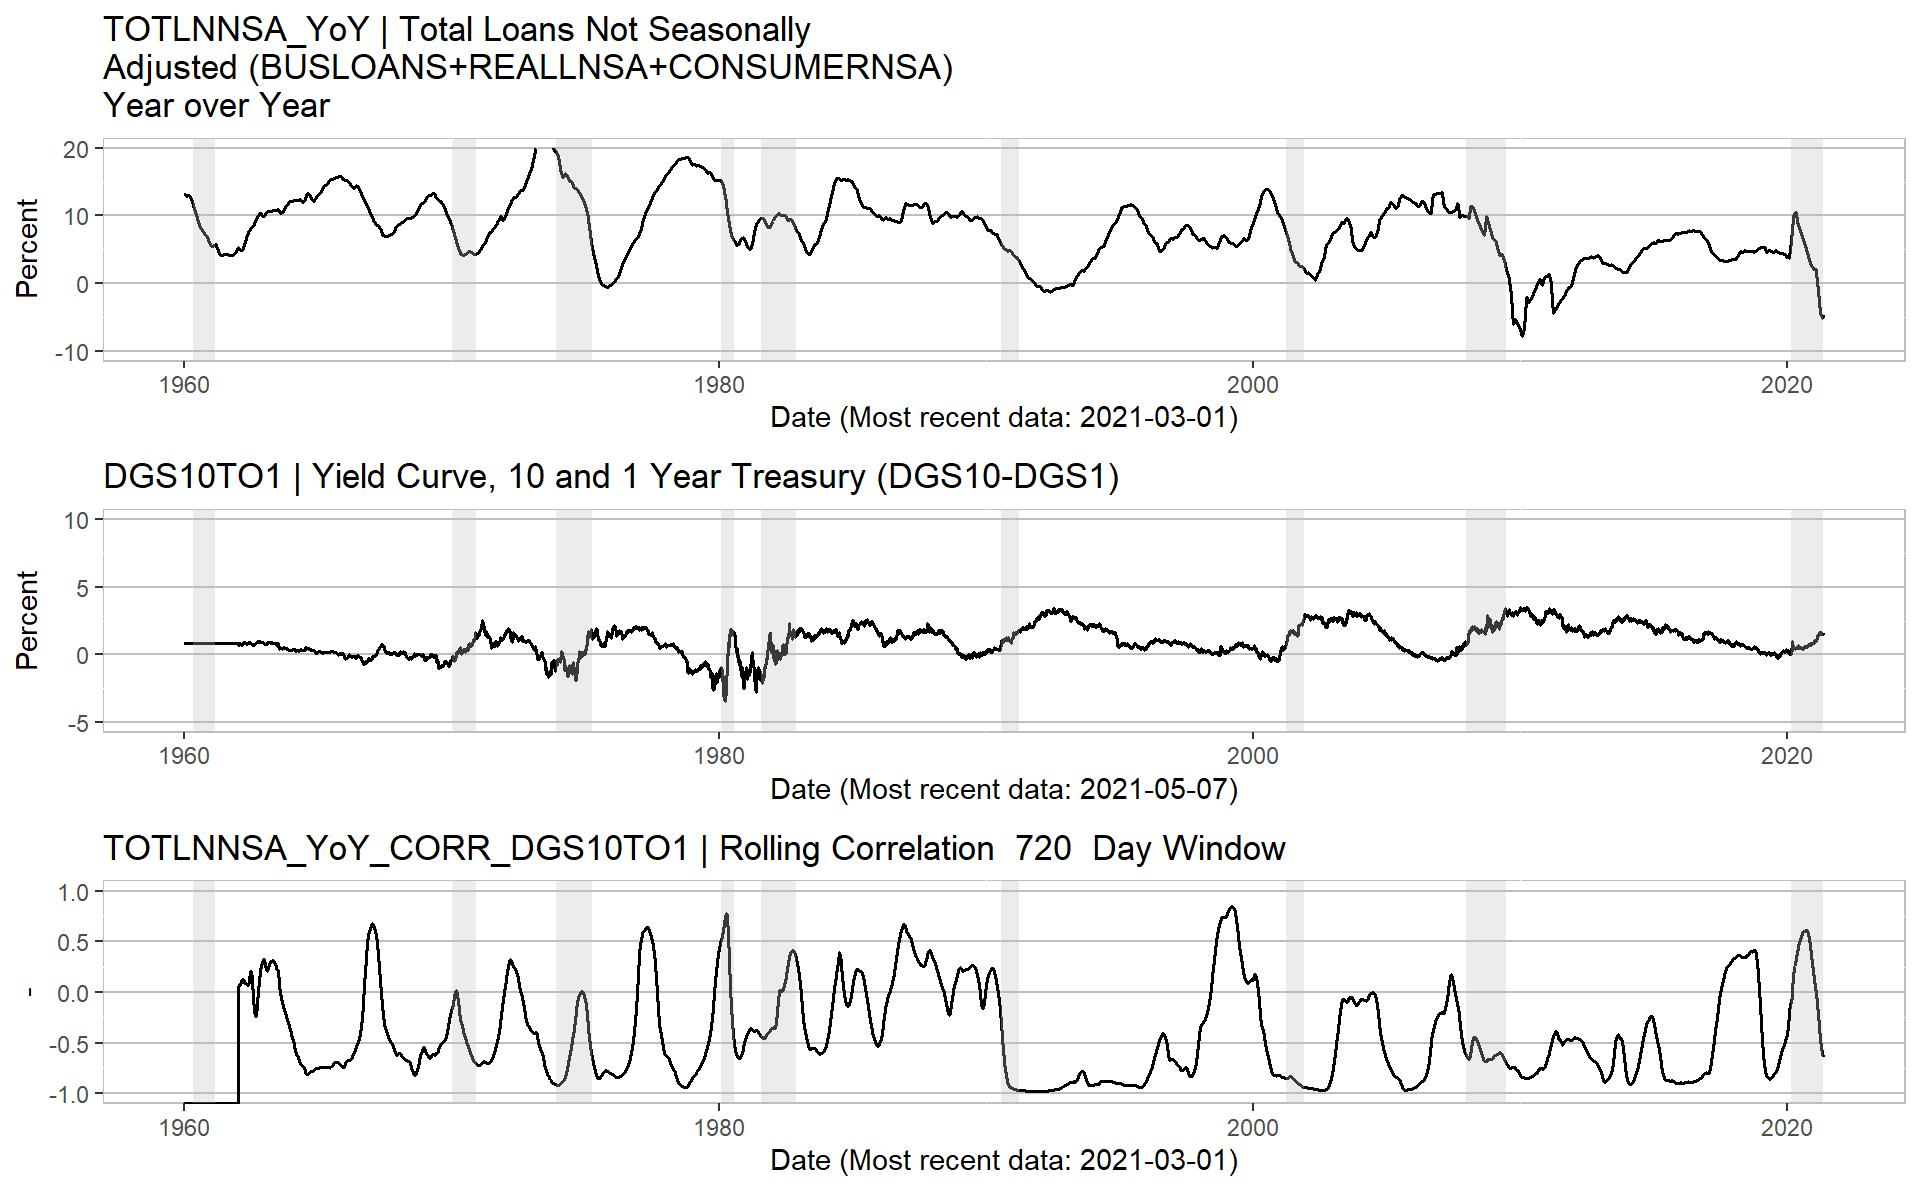 TOTLNNSA_YoY | Total Loans Not Seasonally
Adjusted (BUSLOANS+REALLNSA+CONSUMERNSA)
Year over Year
Percent
20
10
0
-10
1960 1980 2000 2020
Date (Most recent data: 2021-03-01)
DGS10TO1 | Yield Curve, 10 and 1 Year Treasury (DGS10-DGS1)
Percent
10
5
0
-5
1960 1980 2000 2020
Date (Most recent data: 2021-05-07)
TOTLNNSA_YoY_CORR_DGS10TO1 | Rolling Correlation  720  Day Window
-
1.0
0.5
0.0
-0.5
-1.0
1960 1980 2000 2020
Date (Most recent data: 2021-03-01)